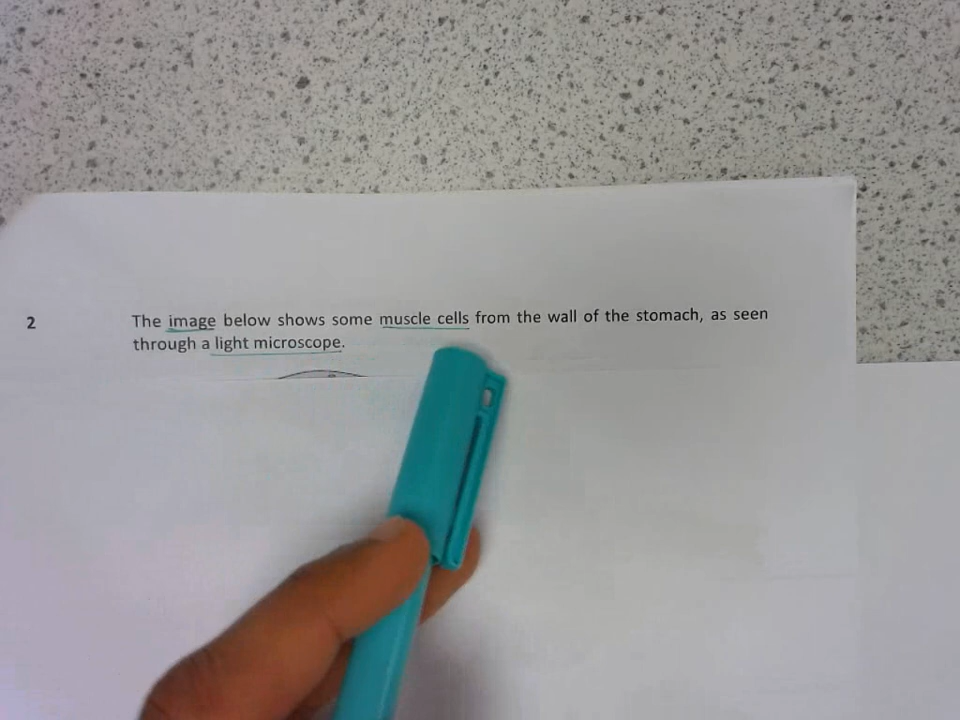 2 The image below shows some muscle cells from the wall of the stomach, as seen
through a light microscope.